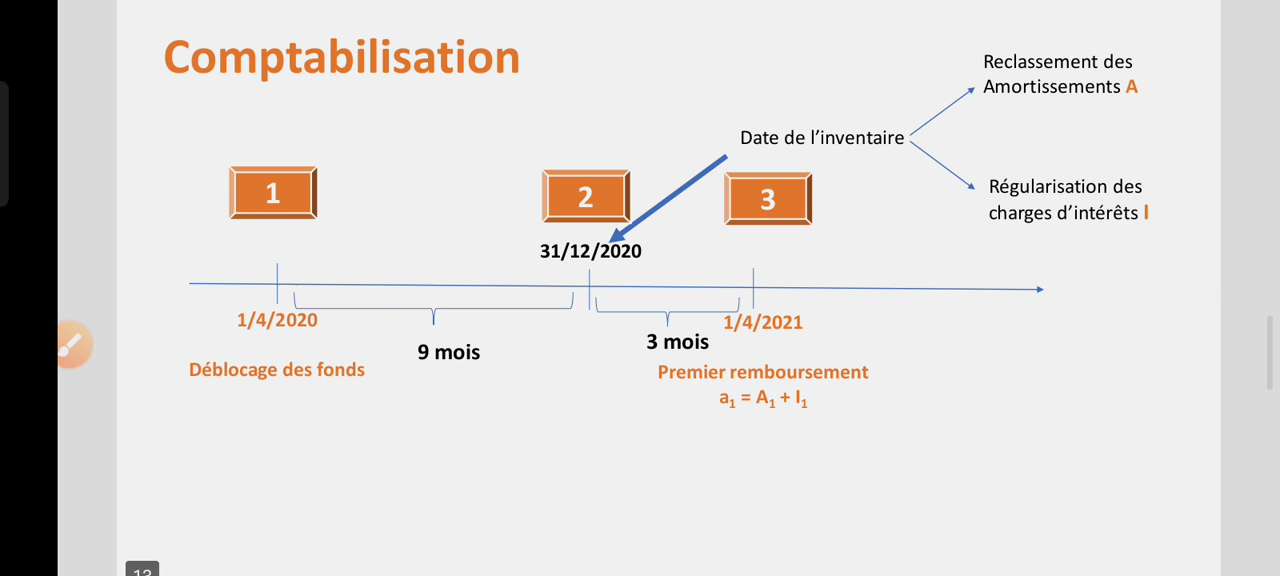 Comptabilisation
Reclassement des
Amortissements A
Date de l'inventaire
Régularisation des
charges d'intérêts I
1
2
3
31/12/2020
1/4/2020
1/4/2021
9 mois
3 mois
Déblocage des fonds
Premier remboursement
a1 = A1 + I1
13